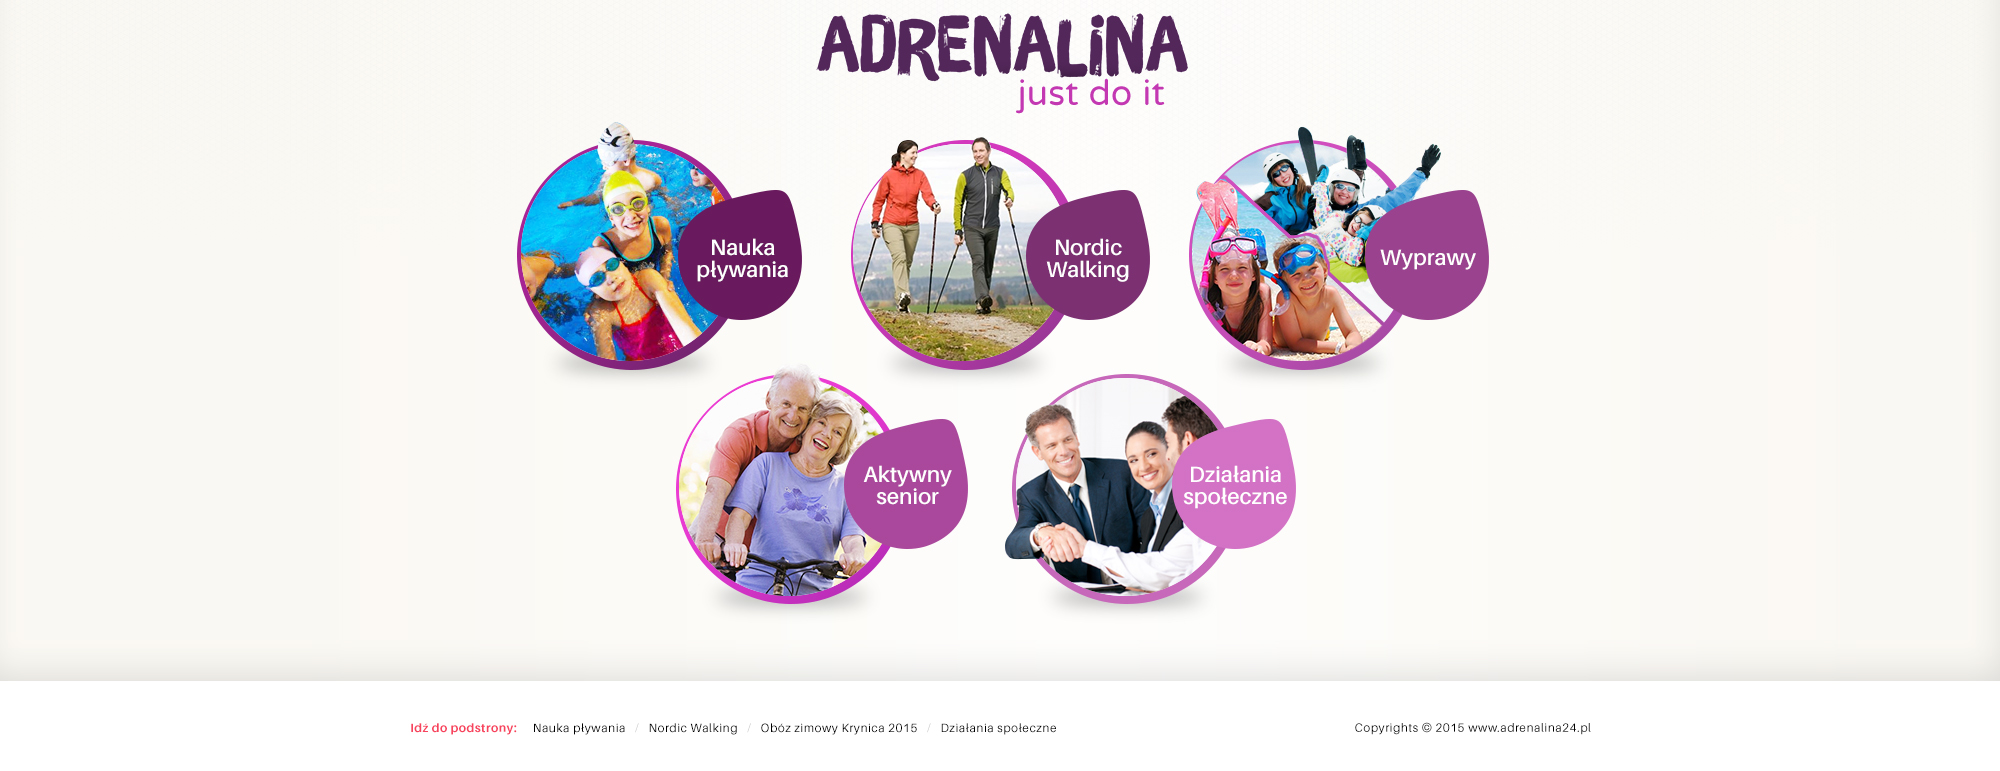 ADRENALiNA
just do it
Nauka
pływania
Nordic
Walking
Wyprawy
Aktywny
senior
Działania
społeczne
Idź do podstrony: Nauka pływania / Nordic Walking / Obóz zimowy Krynica 2015 / Działania społeczne
Copyrights © 2015 www.adrenalina24.pl